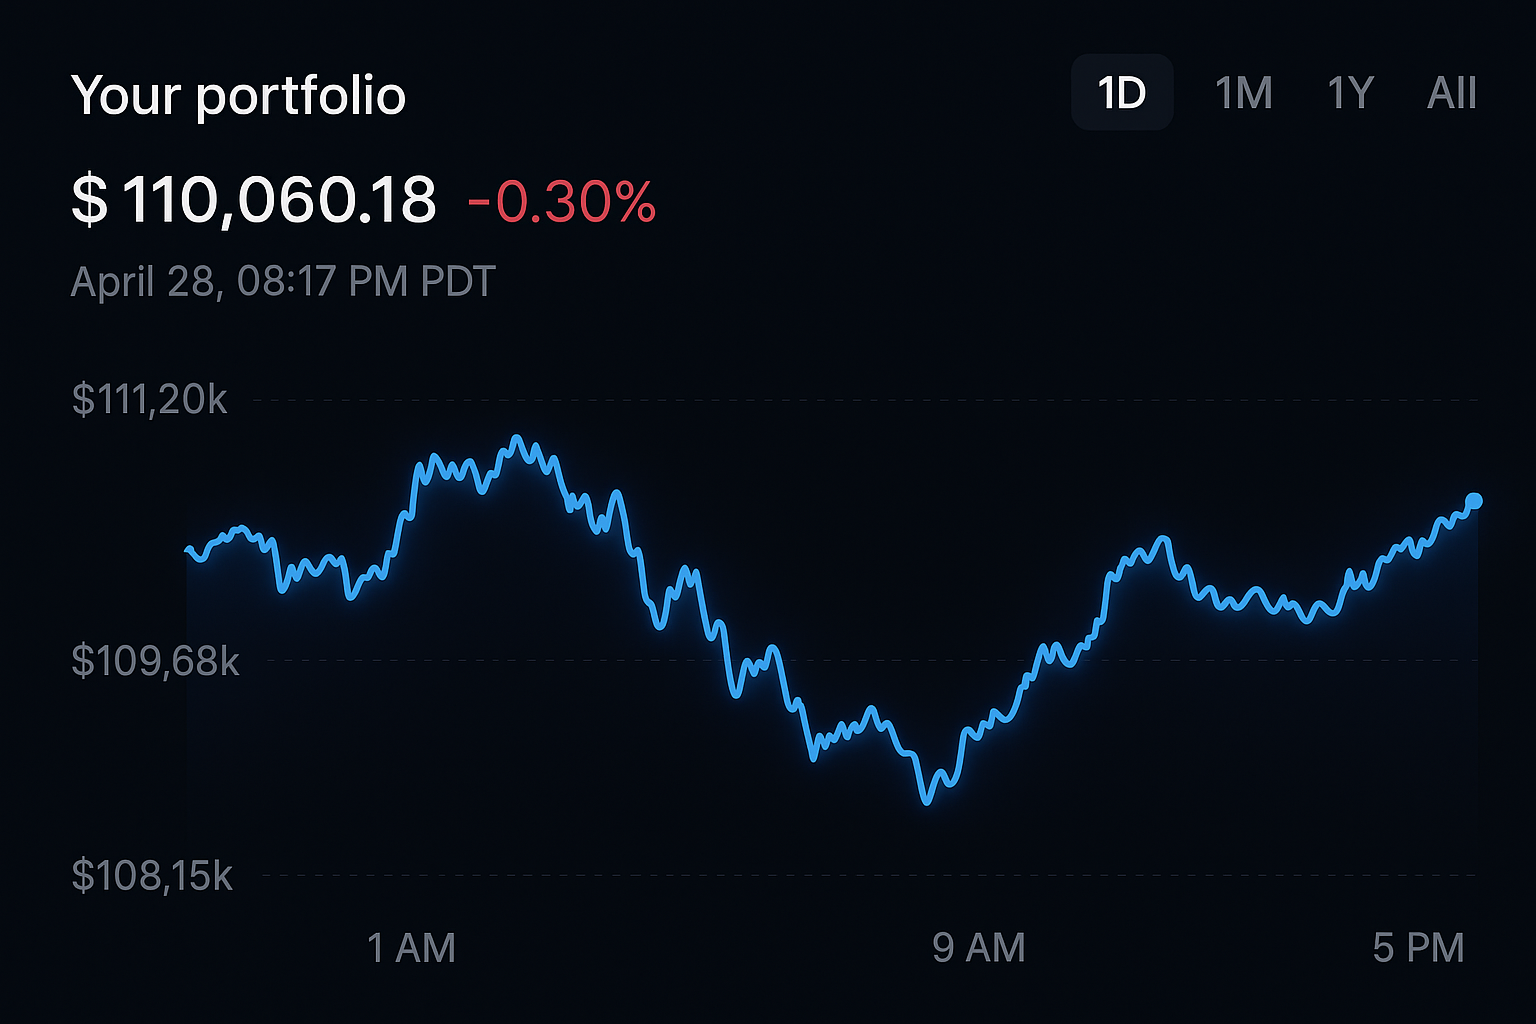 Your portfolio
1D 1M 1Y All
$ 110,060.18 -0.30%
April 28, 08:17 PM PDT
$111,20k
$109,68k
$108,15k
1 AM 9 AM 5 PM